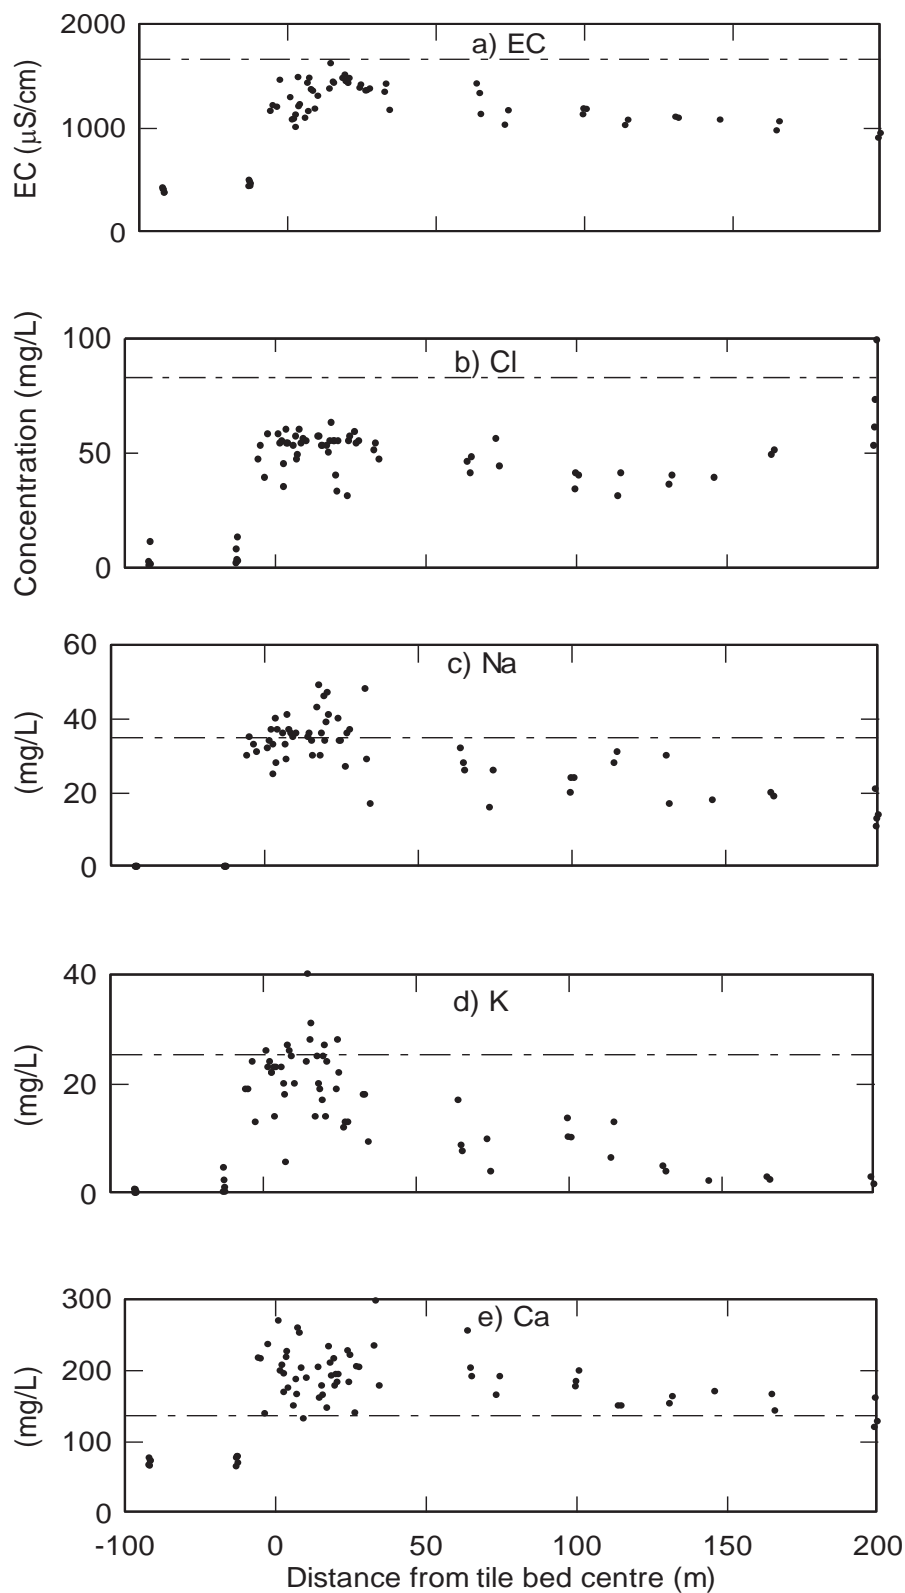 2000
a) EC
EC (μS/cm)
1000
0
100
b) Cl
Concentration (mg/L)
50
0
60
c) Na
(mg/L)
40
20
0
40
d) K
(mg/L)
20
0
300
e) Ca
(mg/L)
200
100
0
-100 0 50 100 150 200
Distance from tile bed centre (m)